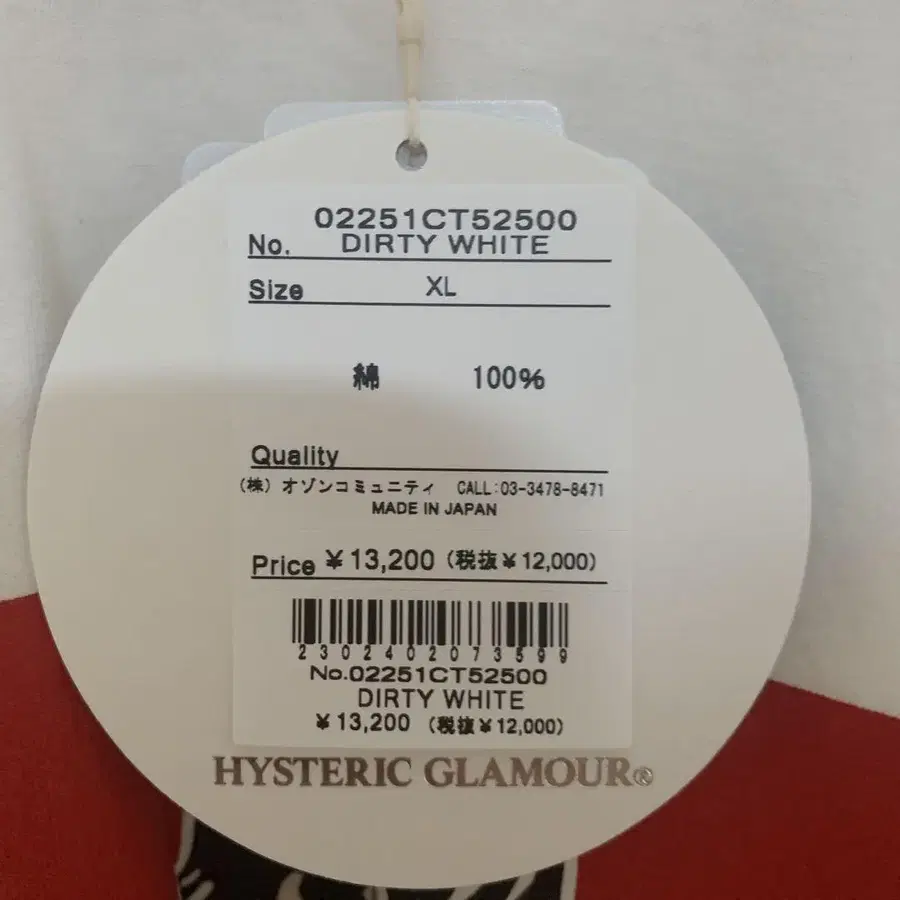 02251CT52500
No. DIRTY WHITE
Size XL
綿 100%
Quality
(株) オゾンコミュニティ CALL:03-3478-8471
MADE IN JAPAN
Price ¥13,200 (税抜¥12,000)
2302402073599
No.02251CT52500
DIRTY WHITE
¥13,200 (税抜¥12,000)
HYSTERIC GLAMOUR®